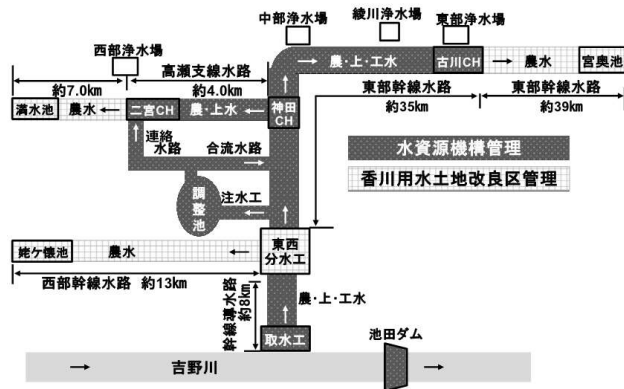 中部浄水場
綾川浄水場
東部浄水場
西部浄水場
高瀬支線水路
農・上・工水
古川CH
農水
宮奥池
約7.0km
約4.0km
東部幹線水路
約35km
東部幹線水路
約39km
満水池
農水
二宮CH
農・上水
神田
CH
連絡
水路
合流水路
水資源機構管理
香川用水土地改良区管理
調整池
注水工
姥ケ懐池
農水
東西
分水工
西部幹線水路 約13km
幹線導水路
約8km
農・上・工水
取水工
池田ダム
吉野川